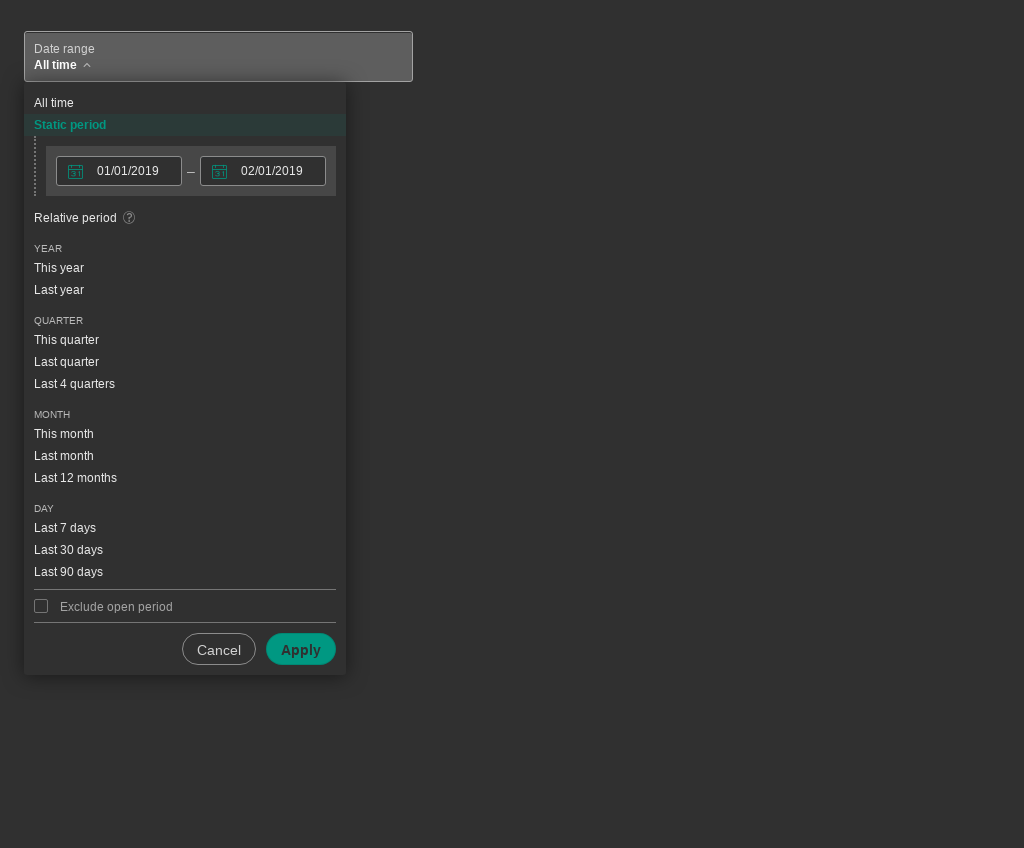 Date range
All time
All time
Static period
01/01/2019 – 02/01/2019
Relative period ?
YEAR
This year
Last year
QUARTER
This quarter
Last quarter
Last 4 quarters
MONTH
This month
Last month
Last 12 months
DAY
Last 7 days
Last 30 days
Last 90 days
Exclude open period
Cancel Apply